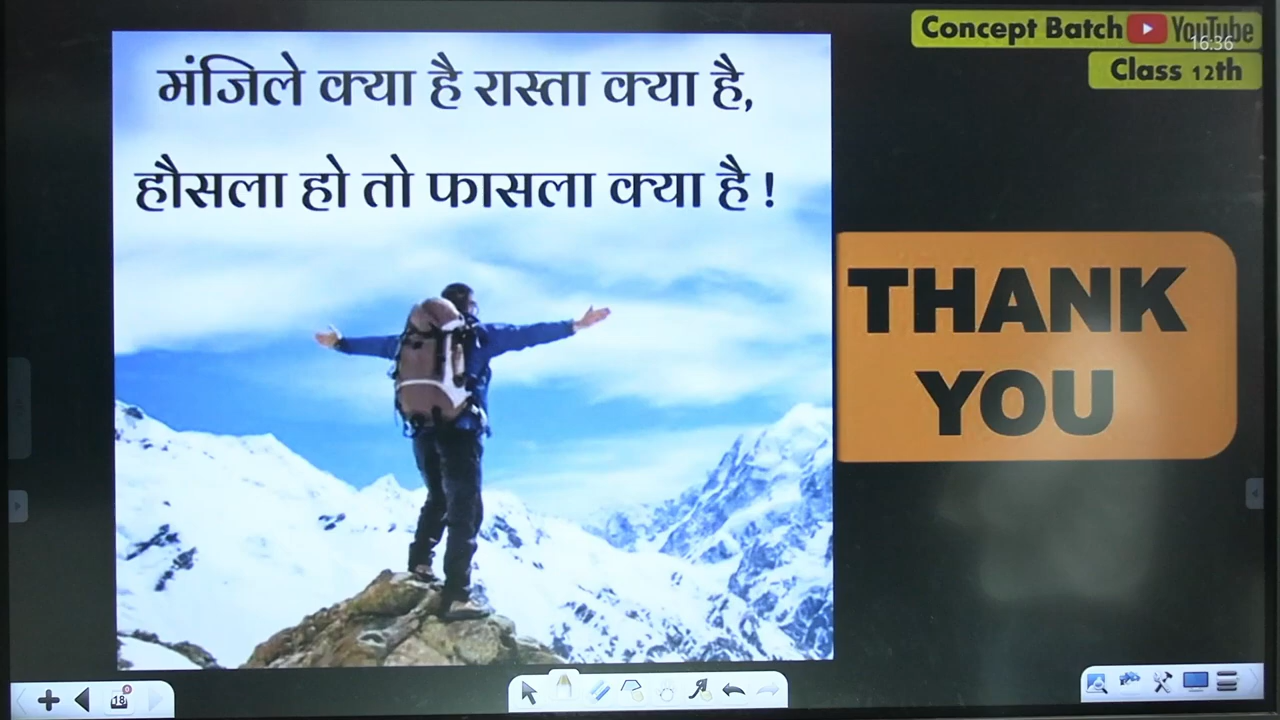 मंजिले क्या है रास्ता क्या है,
हौसला हो तो फासला क्या है !
Concept Batch YouTube
16:36
Class 12th
THANK
YOU
18